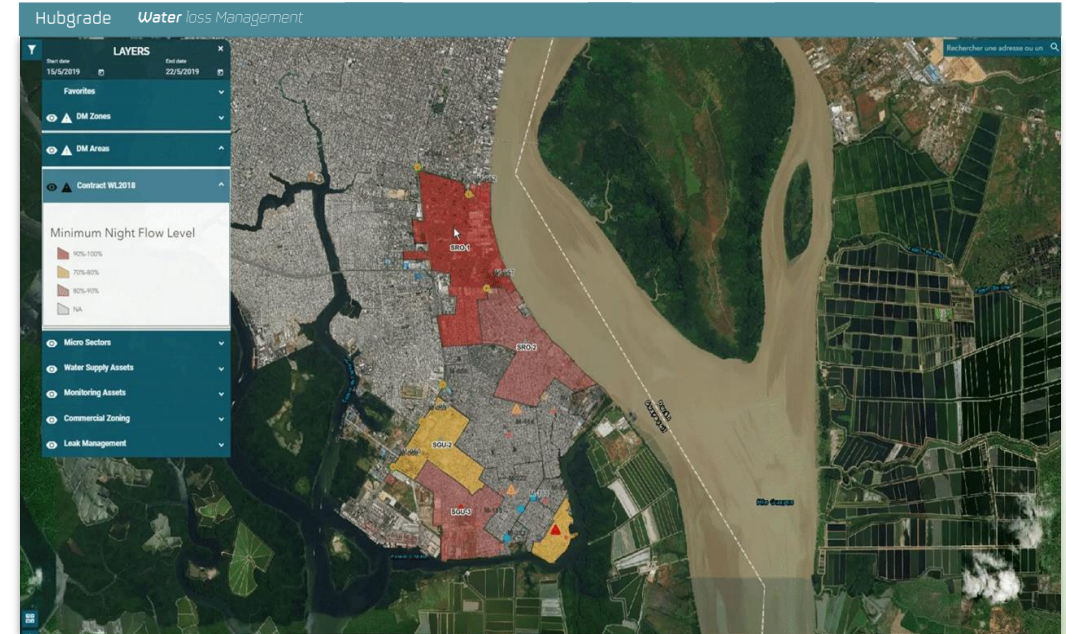 Hubgrade Water loss Management
LAYERS
Start date End date
15/5/2019 22/5/2019
Favorites
DM Zones
DM Areas
Contract WL2018
Minimum Night Flow Level
90%-100%
70%-80%
80%-90%
NA
Micro Sectors
Water Supply Assets
Monitoring Assets
Commercial Zoning
Leak Management
Rechercher une adresse ou un
SRO-1
SRO-2
SGU-2
SGU-3